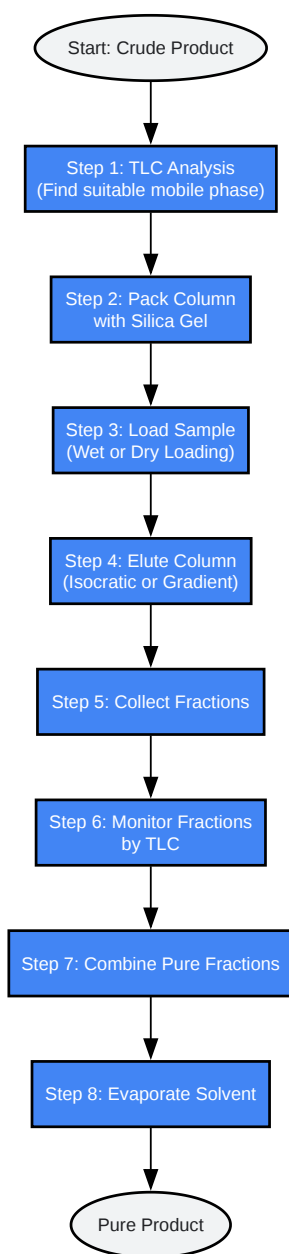 Start: Crude Product
Step 1: TLC Analysis
(Find suitable mobile phase)
Step 2: Pack Column
with Silica Gel
Step 3: Load Sample
(Wet or Dry Loading)
Step 4: Elute Column
(Isocratic or Gradient)
Step 5: Collect Fractions
Step 6: Monitor Fractions
by TLC
Step 7: Combine Pure Fractions
Step 8: Evaporate Solvent
Pure Product